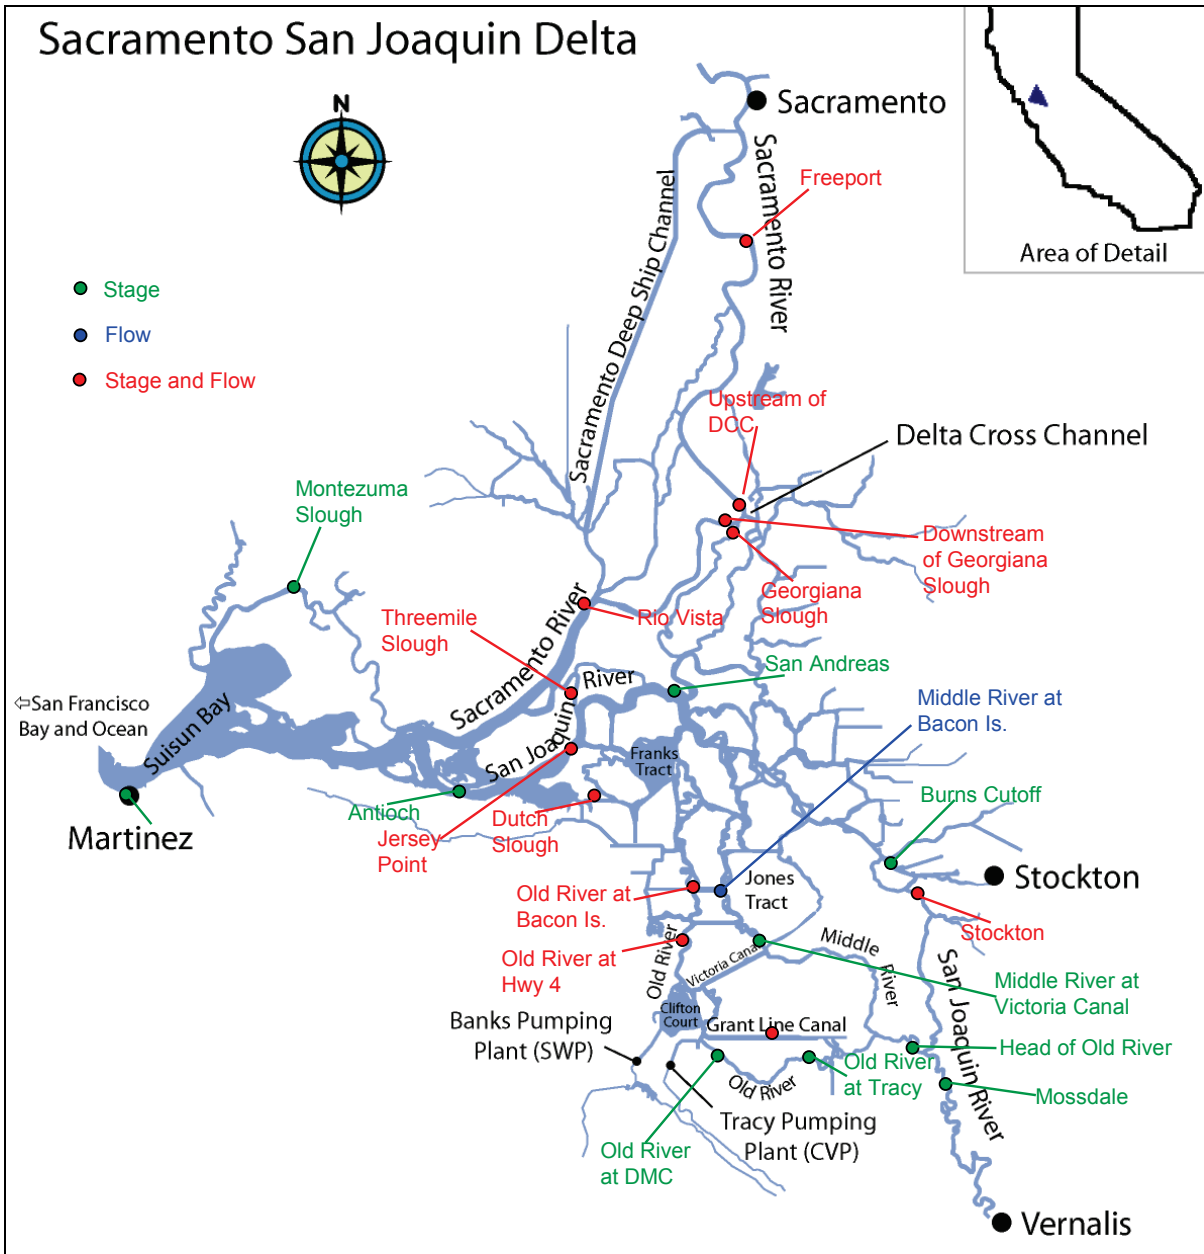 Sacramento San Joaquin Delta
N
Sacramento
Sacramento River
Freeport
Area of Detail
Sacramento Deep Ship Channel
Stage
Flow
Stage and Flow
Upstream of
DCC
Delta Cross Channel
Montezuma
Slough
Downstream
of Georgiana
Slough
Georgiana
Slough
Threemile
Slough
Rio Vista
Sacramento River
San Andreas
San Joaquin River
Middle River at
Bacon Is.
⇦San Francisco
Bay and Ocean
Suisun Bay
Franks
Tract
Martinez
Antioch
Jersey
Point
Dutch
Slough
Burns Cutoff
Stockton
Jones
Tract
Old River at
Bacon Is.
Stockton
Old River at
Hwy 4
Old River
Victoria Canal
Middle River
San Joaquin River
Middle River at
Victoria Canal
Clifton
Court
Banks Pumping
Plant (SWP)
Grant Line Canal
Head of Old River
Old River
at Tracy
Old River
Mossdale
Tracy Pumping
Plant (CVP)
Old River
at DMC
Vernalis